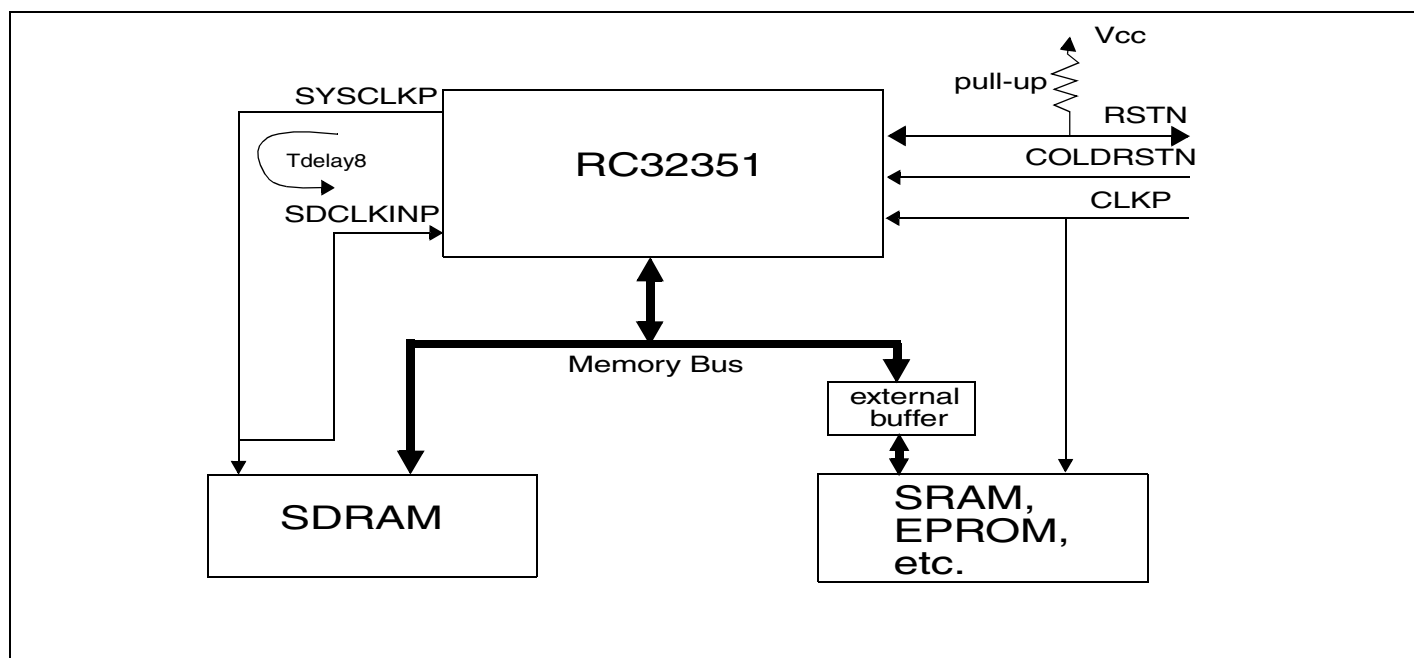 Vcc
pull-up
SYSCLKP
RSTN
Tdelay8
RC32351
COLDRSTN
SDCLKINP
CLKP
Memory Bus
external
buffer
SDRAM
SRAM,
EPROM,
etc.